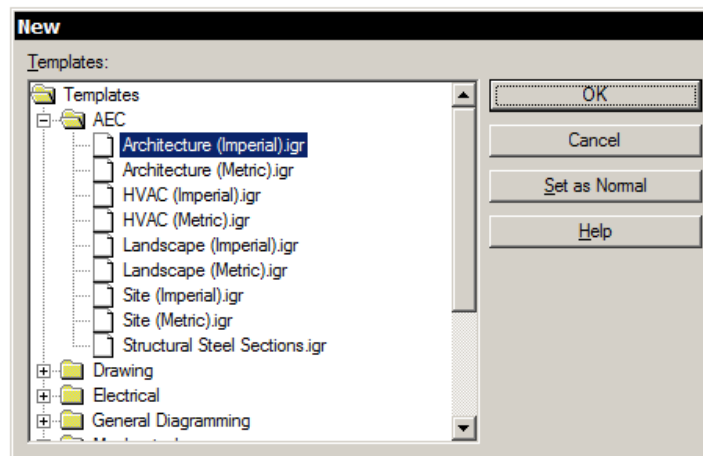 New
Templates:
Templates
AEC
Architecture (Imperial).igr
Architecture (Metric).igr
HVAC (Imperial).igr
HVAC (Metric).igr
Landscape (Imperial).igr
Landscape (Metric).igr
Site (Imperial).igr
Site (Metric).igr
Structural Steel Sections.igr
Drawing
Electrical
General Diagramming
OK
Cancel
Set as Normal
Help